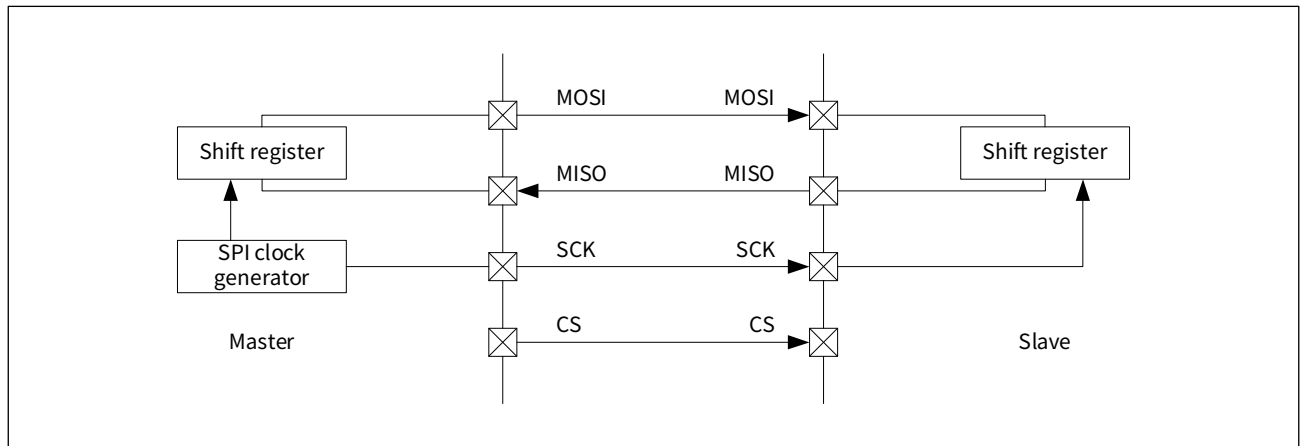 MOSI MOSI
Shift register Shift register
MISO MISO
SPI clock
generator
SCK SCK
CS CS
Master Slave